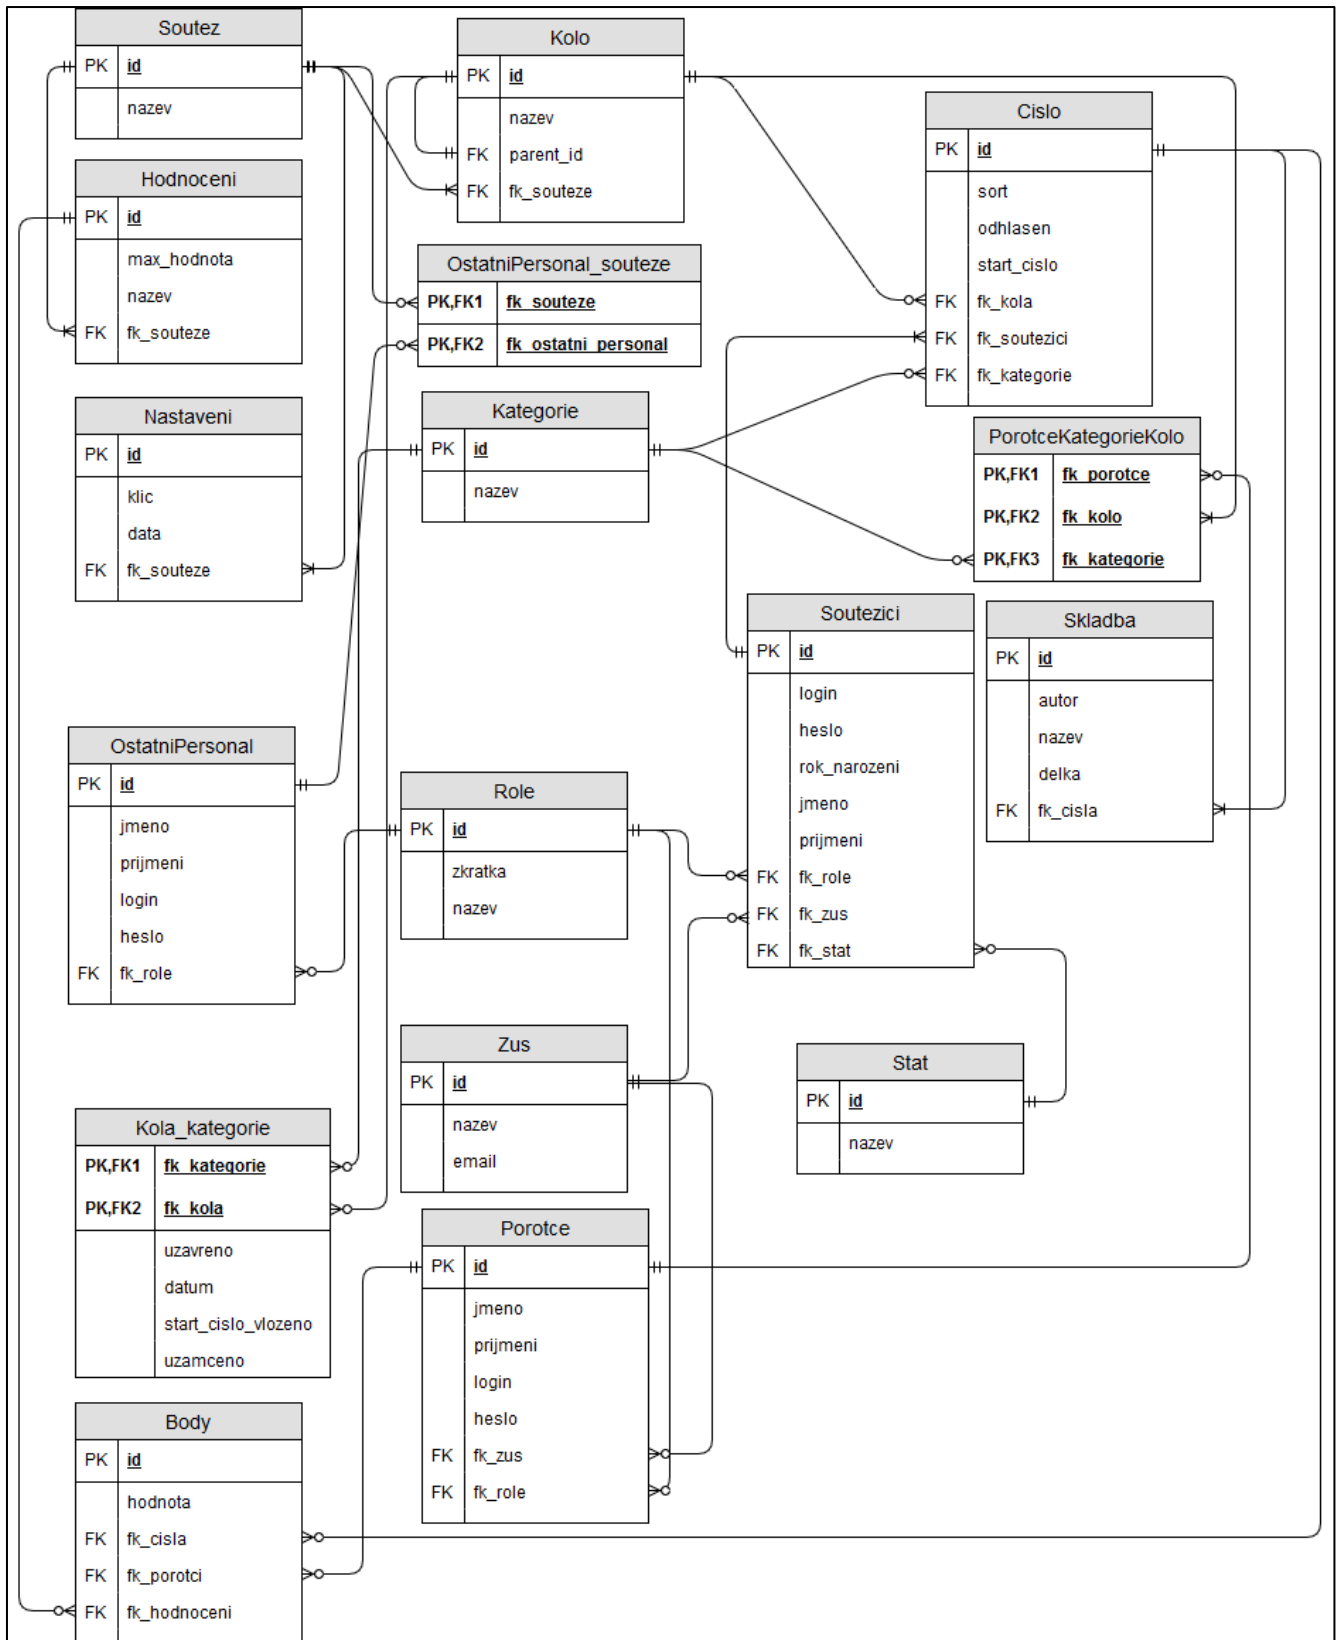 Soutez
PK id
nazev
Kolo
PK id
nazev
FK parent_id
FK fk_souteze
Cislo
PK id
sort
odhlasen
start_cislo
FK fk_kola
FK fk_soutezici
FK fk_kategorie
Hodnoceni
PK id
max_hodnota
nazev
FK fk_souteze
OstatniPersonal_souteze
PK,FK1 fk_souteze
PK,FK2 fk_ostatni_personal
Nastaveni
PK id
klic
data
FK fk_souteze
Kategorie
PK id
nazev
PorotceKategorieKolo
PK,FK1 fk_porotce
PK,FK2 fk_kolo
PK,FK3 fk_kategorie
Soutezici
PK id
login
heslo
rok_narozeni
jmeno
prijmeni
FK fk_role
FK fk_zus
FK fk_stat
Skladba
PK id
autor
nazev
delka
FK fk_cisla
OstatniPersonal
PK id
jmeno
prijmeni
login
heslo
FK fk_role
Role
PK id
zkratka
nazev
Zus
PK id
nazev
email
Stat
PK id
nazev
Kola_kategorie
PK,FK1 fk_kategorie
PK,FK2 fk_kola
uzavreno
datum
start_cislo_vlozeno
uzamceno
Porotce
PK id
jmeno
prijmeni
login
heslo
FK fk_zus
FK fk_role
Body
PK id
hodnota
FK fk_cisla
FK fk_porotci
FK fk_hodnoceni